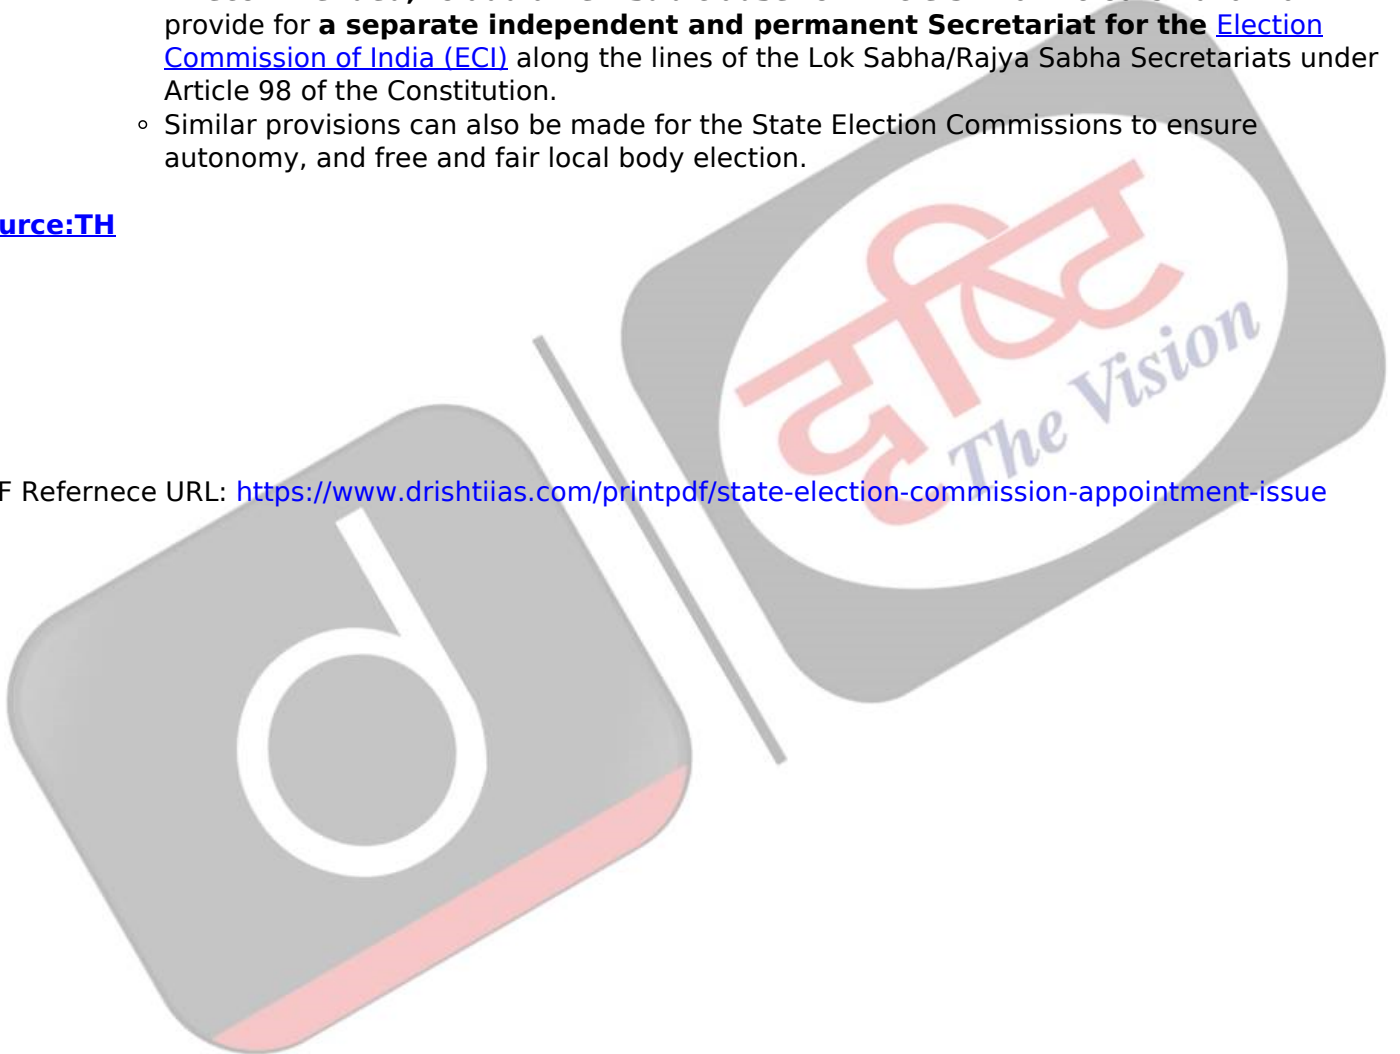 provide for a separate independent and permanent Secretariat for the Election
Commission of India (ECI) along the lines of the Lok Sabha/Rajya Sabha Secretariats under
Article 98 of the Constitution.
◦ Similar provisions can also be made for the State Election Commissions to ensure
autonomy, and free and fair local body election.
urce:TH
दृष्टि
The Vision
F Refernece URL: https://www.drishtiias.com/printpdf/state-election-commission-appointment-issue
d